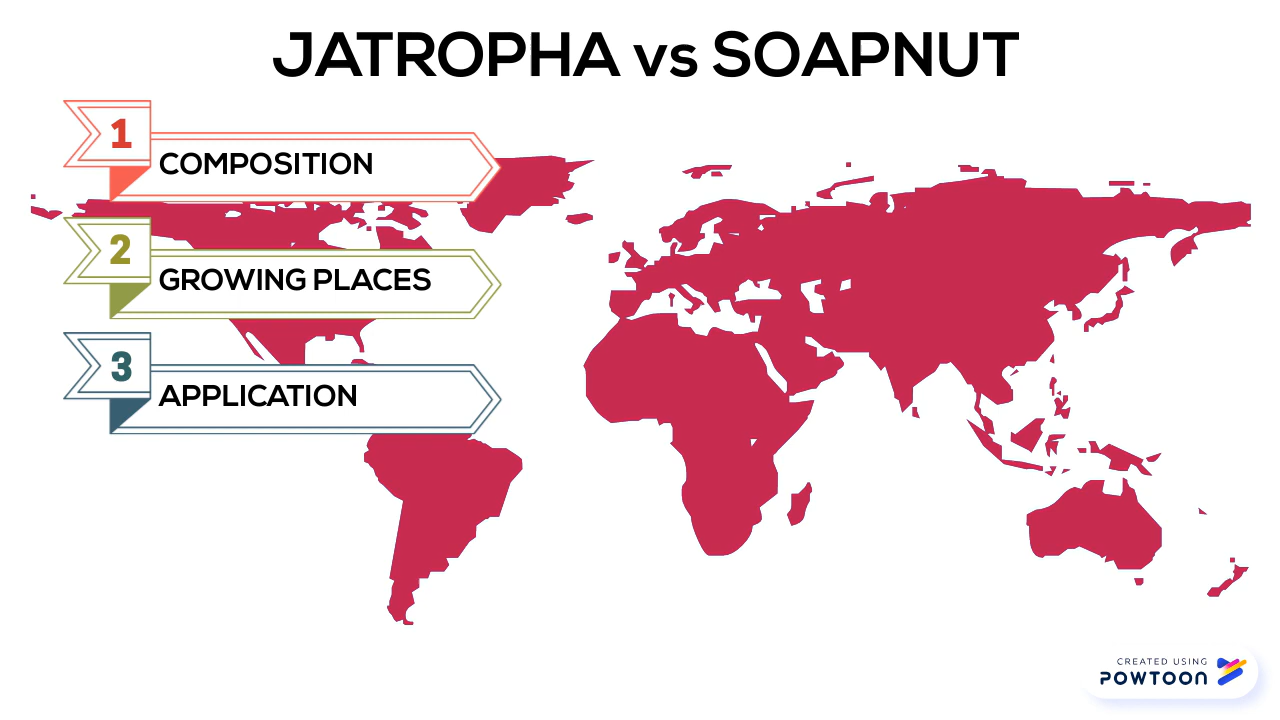 JATROPHA vs SOAPNUT
1
COMPOSITION
2
GROWING PLACES
3
APPLICATION
CREATED USING
POWTOON